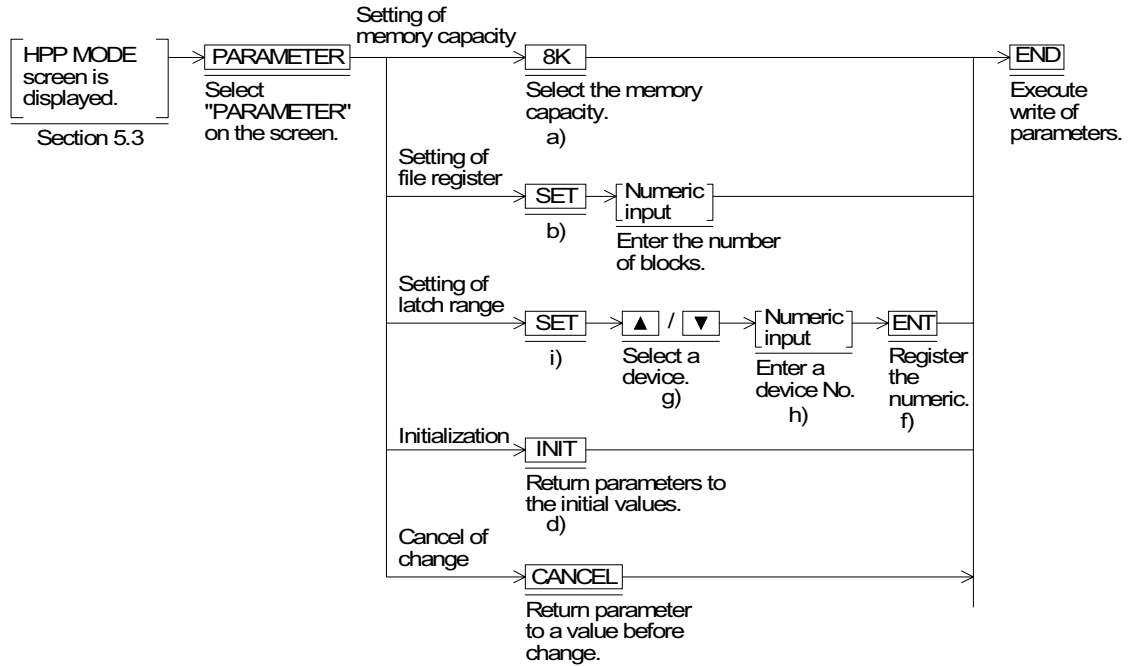 HPP MODE
screen is
displayed.
Section 5.3
PARAMETER
Select
"PARAMETER"
on the screen.
Setting of
memory capacity
8K
Select the memory
capacity.
a)
END
Execute
write of
parameters.
Setting of
file register
SET
b)
Numeric
input
Enter the number
of blocks.
Setting of
latch range
SET
i)
▲ / ▼
Select a
device.
g)
Numeric
input
Enter a
device No.
h)
ENT
Register
the
numeric.
f)
Initialization
INIT
Return parameters to
the initial values.
d)
Cancel of
change
CANCEL
Return parameter
to a value before
change.